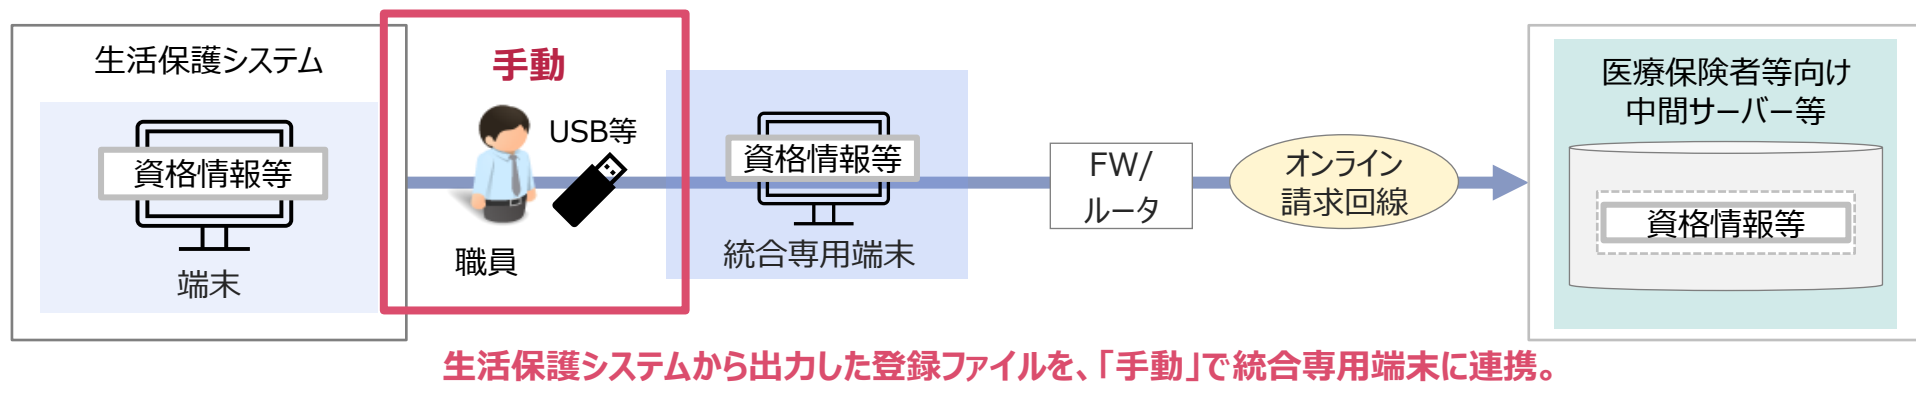 生活保護システム
資格情報等
端末
手動
USB等
職員
資格情報等
統合専用端末
FW/
ルータ
オンライン
請求回線
医療保険者等向け
中間サーバー等
資格情報等
生活保護システムから出力した登録ファイルを、「手動」で統合専用端末に連携。